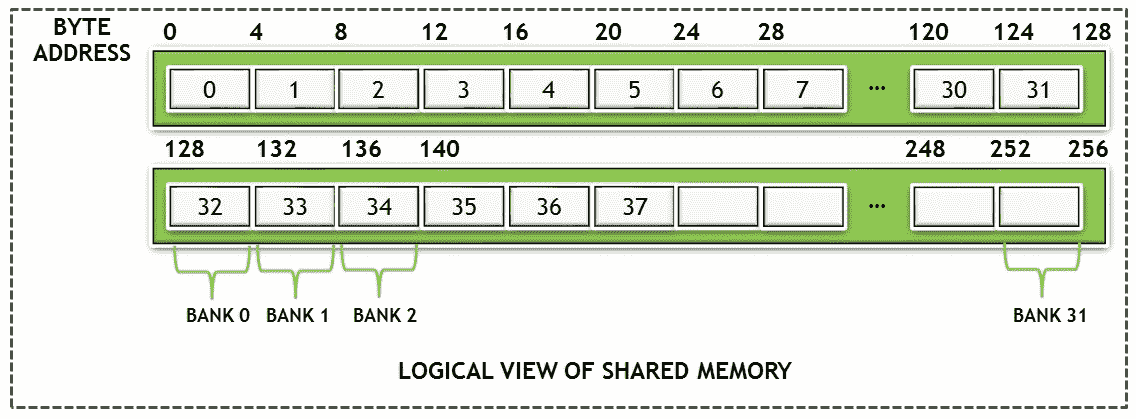 BYTE ADDRESS 0 4 8 12 16 20 24 28 120 124 128
0 1 2 3 4 5 6 7 ... 30 31
128 132 136 140 248 252 256
32 33 34 35 36 37 ...
BANK 0 BANK 1 BANK 2 BANK 31
LOGICAL VIEW OF SHARED MEMORY